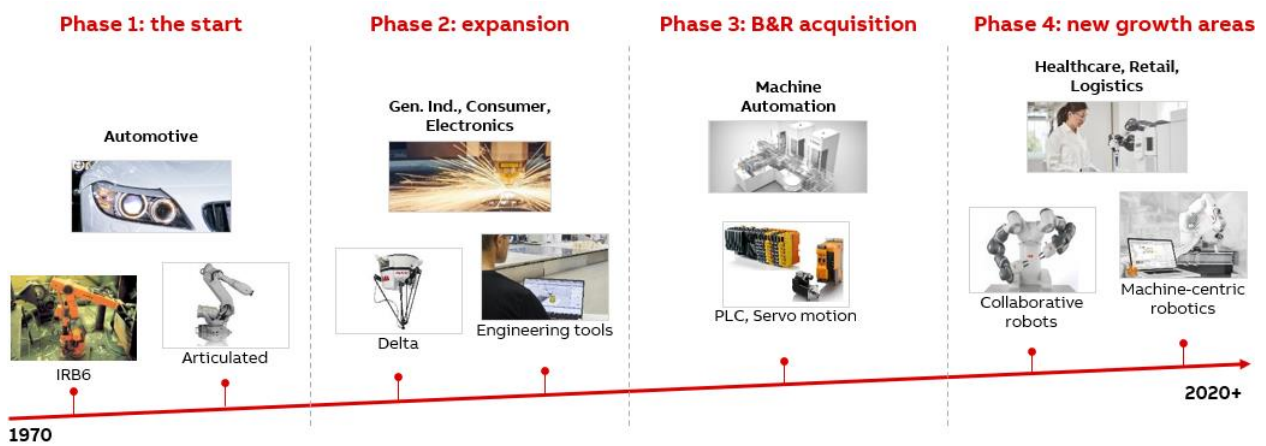 Phase 1: the start
Phase 2: expansion
Phase 3: B&R acquisition
Phase 4: new growth areas
Automotive
IRB6
Articulated
Gen. Ind., Consumer,
Electronics
Delta
Engineering tools
Machine
Automation
PLC, Servo motion
Healthcare, Retail,
Logistics
Collaborative
robots
Machine-centric
robotics
1970
2020+